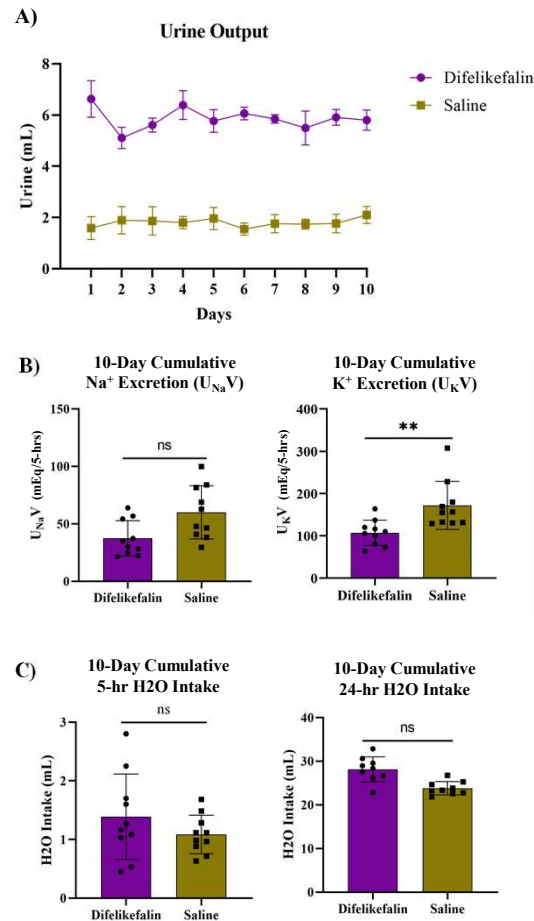 A)
Urine Output
Difelikefalin
Saline
8
6
4
2
0
Urine (mL)
1 2 3 4 5 6 7 8 9 10
Days
B)
10-Day Cumulative
Na⁺ Excretion (U_NaV)
150
100
50
0
U_NaV (mEq/5-hrs)
ns
Difelikefalin Saline
10-Day Cumulative
K⁺ Excretion (U_KV)
400
300
200
100
0
U_KV (mEq/5-hrs)
**
Difelikefalin Saline
C)
10-Day Cumulative
5-hr H2O Intake
3
2
1
0
H2O Intake (mL)
ns
Difelikefalin Saline
10-Day Cumulative
24-hr H2O Intake
40
30
20
10
0
H2O Intake (mL)
ns
Difelikefalin Saline